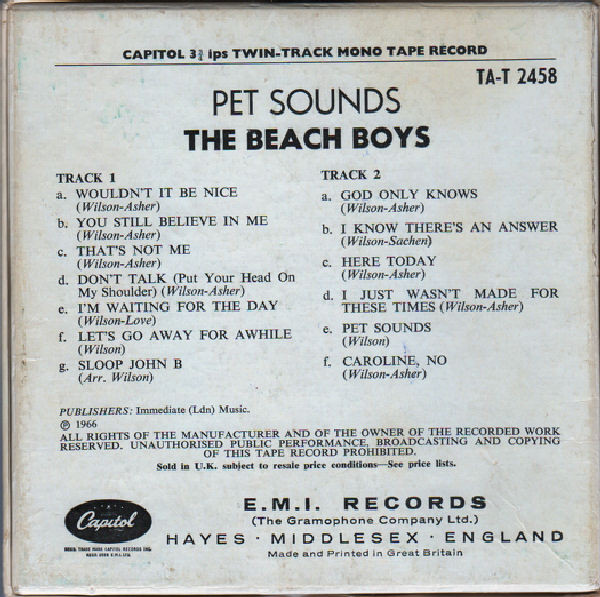 CAPITOL 3¾ ips TWIN-TRACK MONO TAPE RECORD
TA-T 2458
PET SOUNDS
THE BEACH BOYS
TRACK 1
a. WOULDN'T IT BE NICE
(Wilson-Asher)
b. YOU STILL BELIEVE IN ME
(Wilson-Asher)
c. THAT'S NOT ME
(Wilson-Asher)
d. DON'T TALK (Put Your Head On
My Shoulder) (Wilson-Asher)
e. I'M WAITING FOR THE DAY
(Wilson-Love)
f. LET'S GO AWAY FOR AWHILE
(Wilson)
g. SLOOP JOHN B
(Arr. Wilson)
TRACK 2
a. GOD ONLY KNOWS
(Wilson-Asher)
b. I KNOW THERE'S AN ANSWER
(Wilson-Sachen)
c. HERE TODAY
(Wilson-Asher)
d. I JUST WASN'T MADE FOR
THESE TIMES (Wilson-Asher)
e. PET SOUNDS
(Wilson)
f. CAROLINE, NO
(Wilson-Asher)
PUBLISHERS: Immediate (Ldn) Music.
℗ 1966
ALL RIGHTS OF THE MANUFACTURER AND OF THE OWNER OF THE RECORDED WORK
RESERVED. UNAUTHORISED PUBLIC PERFORMANCE, BROADCASTING AND COPYING
OF THIS TAPE RECORD PROHIBITED.
Sold in U.K. subject to resale price conditions—See price lists.
Capitol
TRADE MARK CAPITOL RECORDS INC.
E.M.I. RECORDS
(The Gramophone Company Ltd.)
HAYES · MIDDLESEX · ENGLAND
Made and Printed in Great Britain